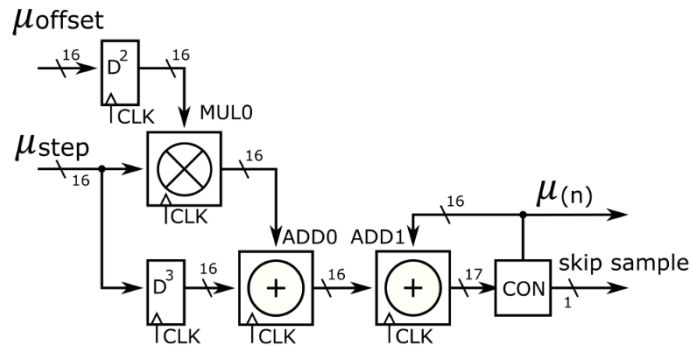 μoffset
16
D²
16
CLK
MUL0
μstep
16
16
CLK
ADD0
ADD1
16
μ(n)
D³
16
CLK
+
16
CLK
+
17
CLK
CON
skip sample
1